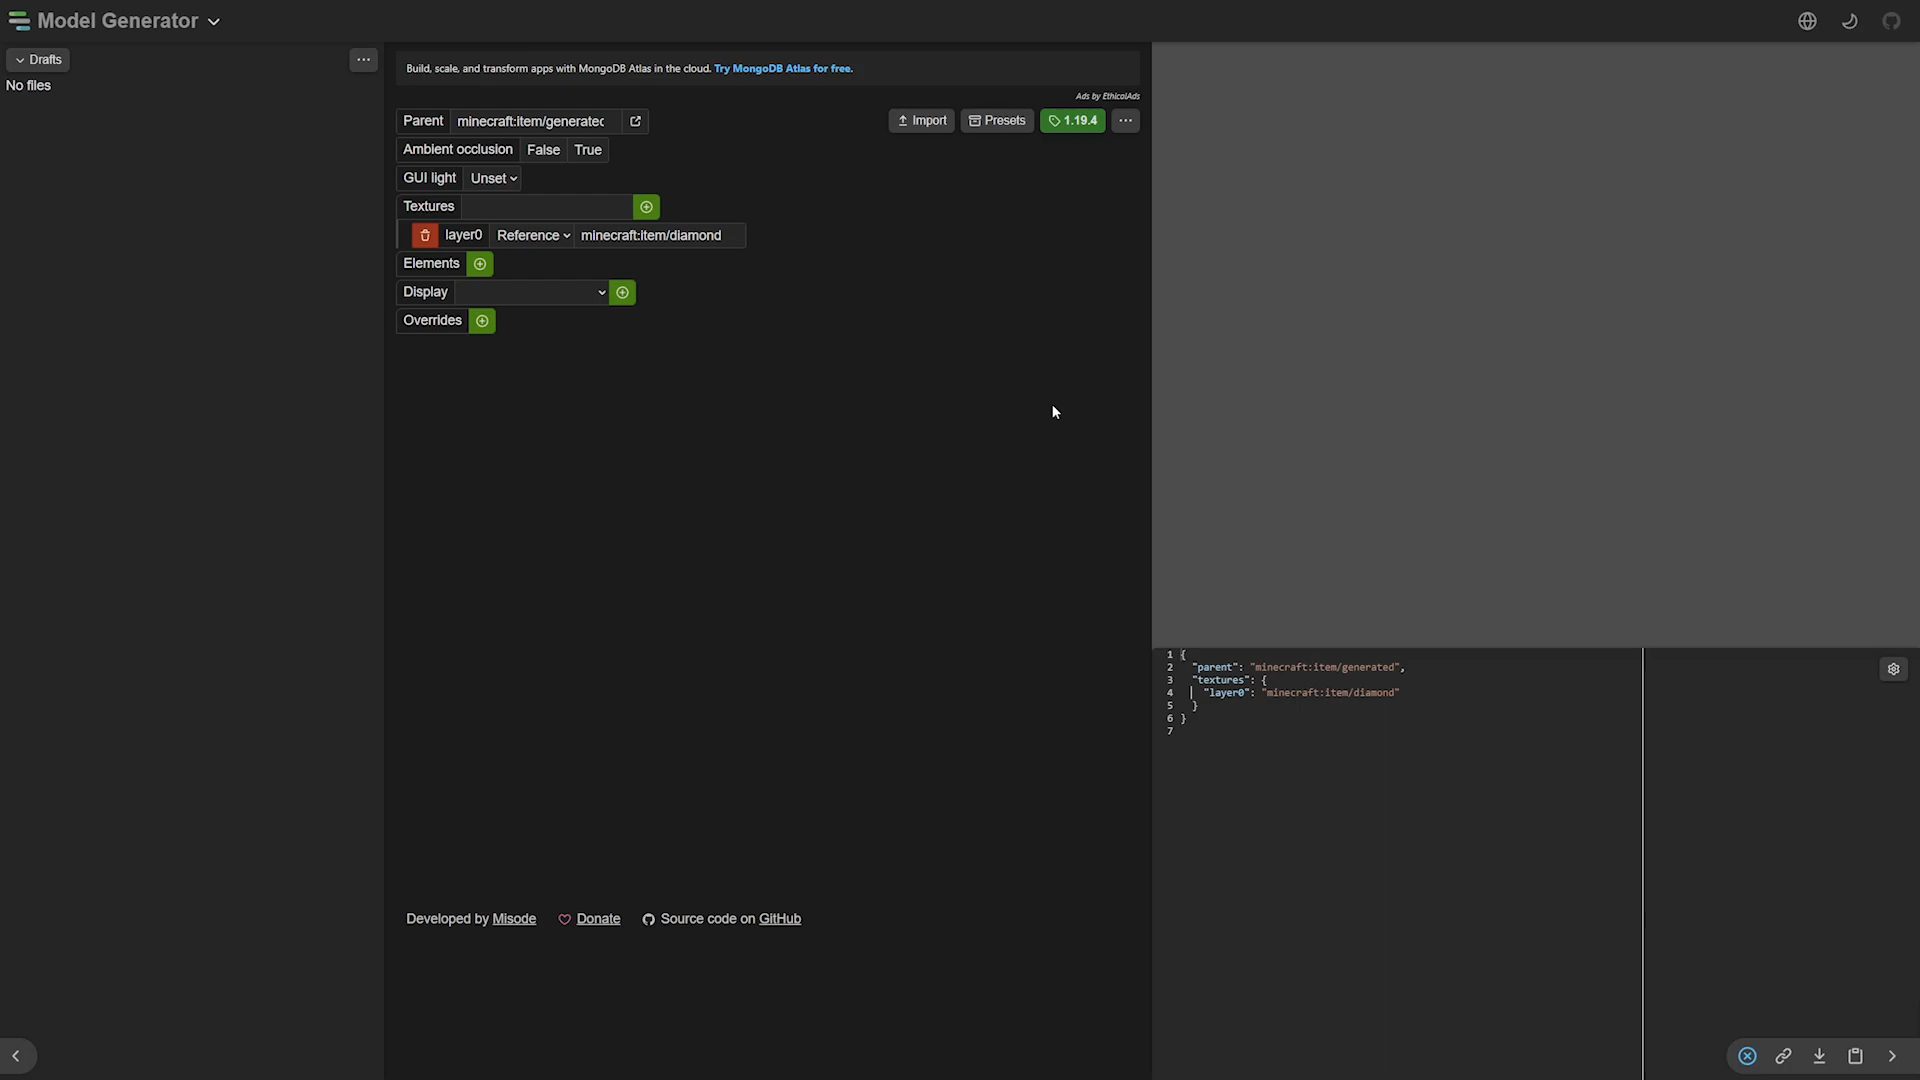 Model Generator
Drafts
No files
Build, scale, and transform apps with MongoDB Atlas in the cloud. Try MongoDB Atlas for free.
Ads by EthicalAds
Parent minecraft:item/generatec
Import Presets 1.19.4
Ambient occlusion False True
GUI light Unset
Textures
layer0 Reference minecraft:item/diamond
Elements
Display
Overrides
1 {
2 "parent": "minecraft:item/generated",
3 "textures": {
4 "layer0": "minecraft:item/diamond"
5 }
6 }
7
Developed by Misode Donate Source code on GitHub